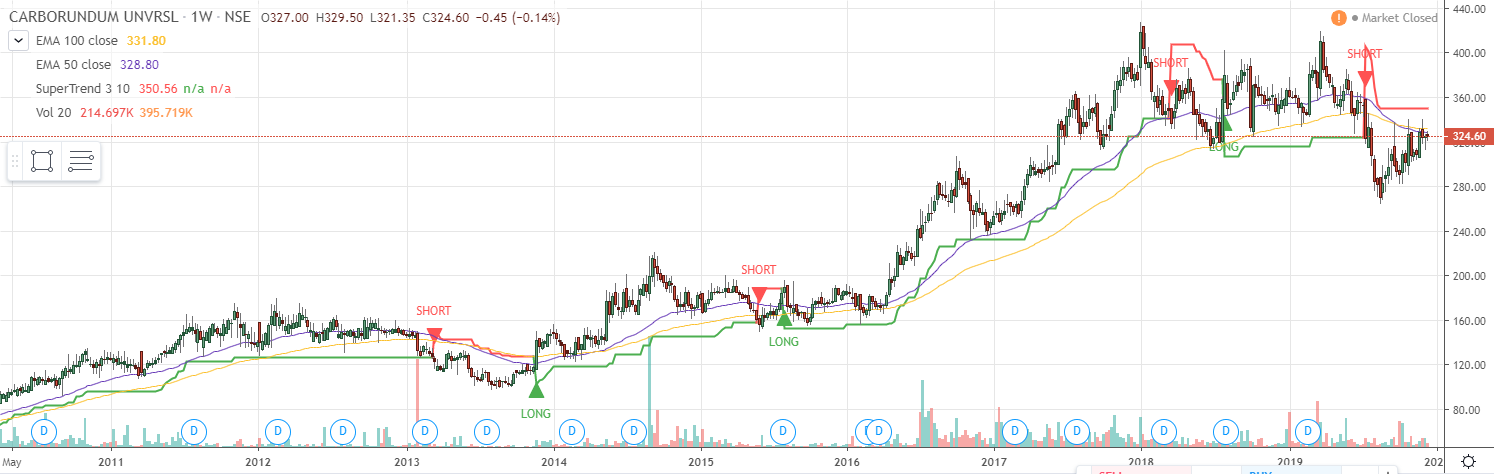 CARBORUNDUM UNVRSL · 1W · NSE O327.00 H329.50 L321.35 C324.60 −0.45 (−0.14%)
EMA 100 close 331.80
EMA 50 close 328.80
SuperTrend 3 10 350.56 n/a n/a
Vol 20 214.697K 395.719K
! Market Closed
440.00
400.00
360.00
324.60
320.00
280.00
240.00
200.00
160.00
120.00
80.00
SHORT
LONG
SHORT
LONG
SHORT
LONG
SHORT
D D D D D D D D D D D D D D
May 2011 2012 2013 2014 2015 2016 2017 2018 2019 202
SELL BUY